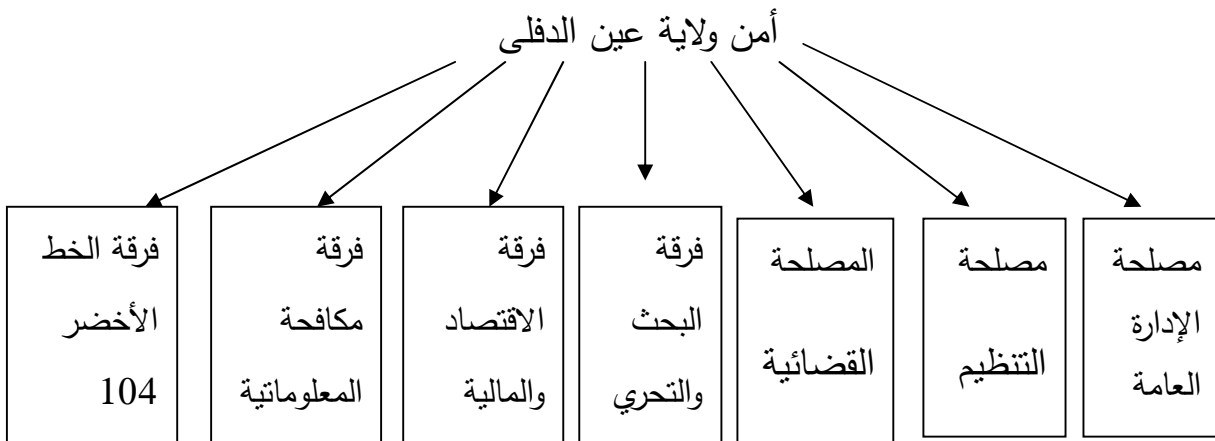 أمن ولاية عين الدفلى
مصلحة
الإدارة
العامة
مصلحة
التنظيم
المصلحة
القضائية
فرقة
البحث
والتحري
فرقة
الاقتصاد
والمالية
فرقة
مكافحة
المعلوماتية
فرقة الخط
الأخضر
104